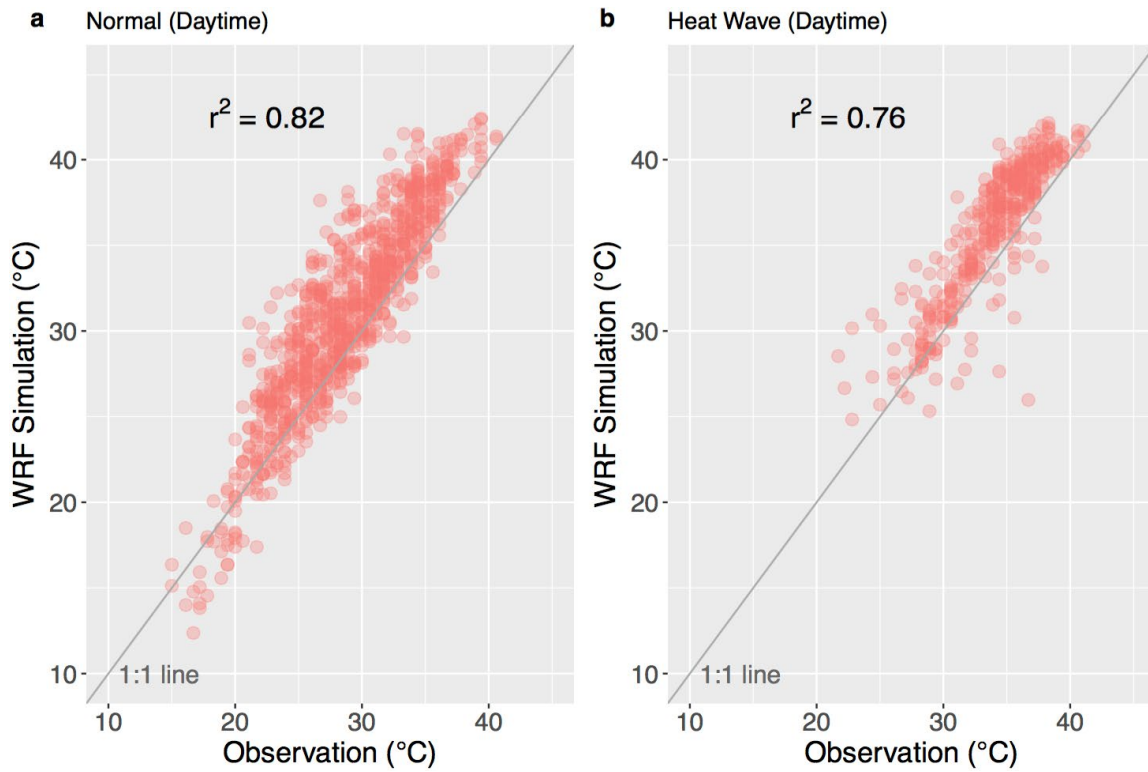 a Normal (Daytime)
r² = 0.82
WRF Simulation (°C)
40
30
20
10
1:1 line
10 20 30 40
Observation (°C)
b Heat Wave (Daytime)
r² = 0.76
WRF Simulation (°C)
40
30
20
10
1:1 line
10 20 30 40
Observation (°C)